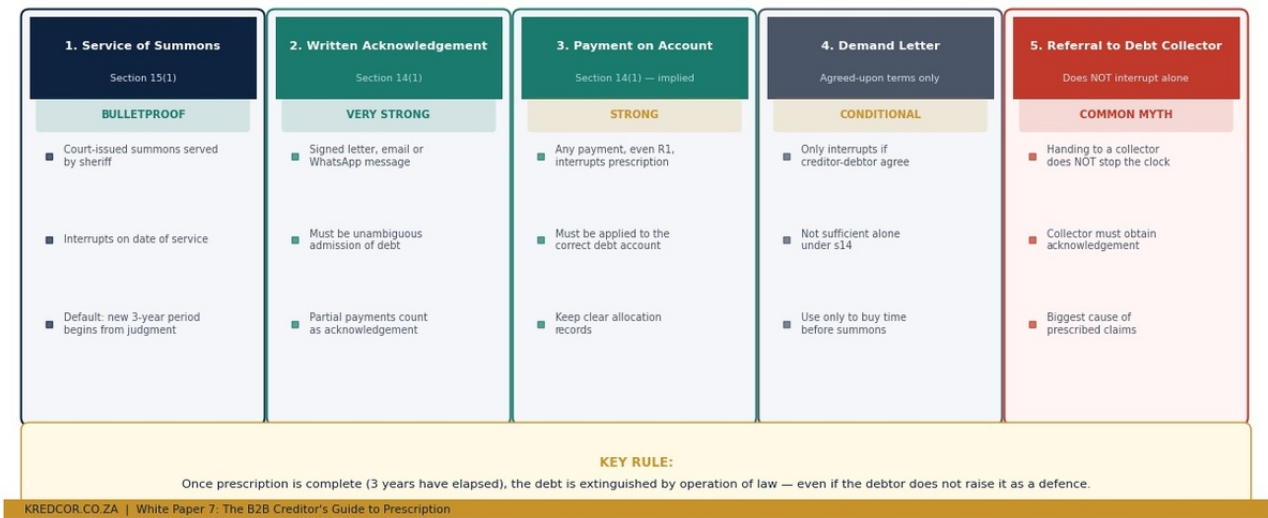 1. Service of Summons
Section 15(1)
BULLETPROOF
Court-issued summons served
by sheriff
Interrupts on date of service
Default: new 3-year period
begins from judgment
2. Written Acknowledgement
Section 14(1)
VERY STRONG
Signed letter, email or
WhatsApp message
Must be unambiguous
admission of debt
Partial payments count
as acknowledgement
3. Payment on Account
Section 14(1) — implied
STRONG
Any payment, even R1,
interrupts prescription
Must be applied to the
correct debt account
Keep clear allocation
records
4. Demand Letter
Agreed-upon terms only
CONDITIONAL
Only interrupts if
creditor-debtor agree
Not sufficient alone
under s14
Use only to buy time
before summons
5. Referral to Debt Collector
Does NOT interrupt alone
COMMON MYTH
Handing to a collector
does NOT stop the clock
Collector must obtain
acknowledgement
Biggest cause of
prescribed claims
KEY RULE:
Once prescription is complete (3 years have elapsed), the debt is extinguished by operation of law — even if the debtor does not raise it as a defence.
KREDCOR.CO.ZA | White Paper 7: The B2B Creditor's Guide to Prescription